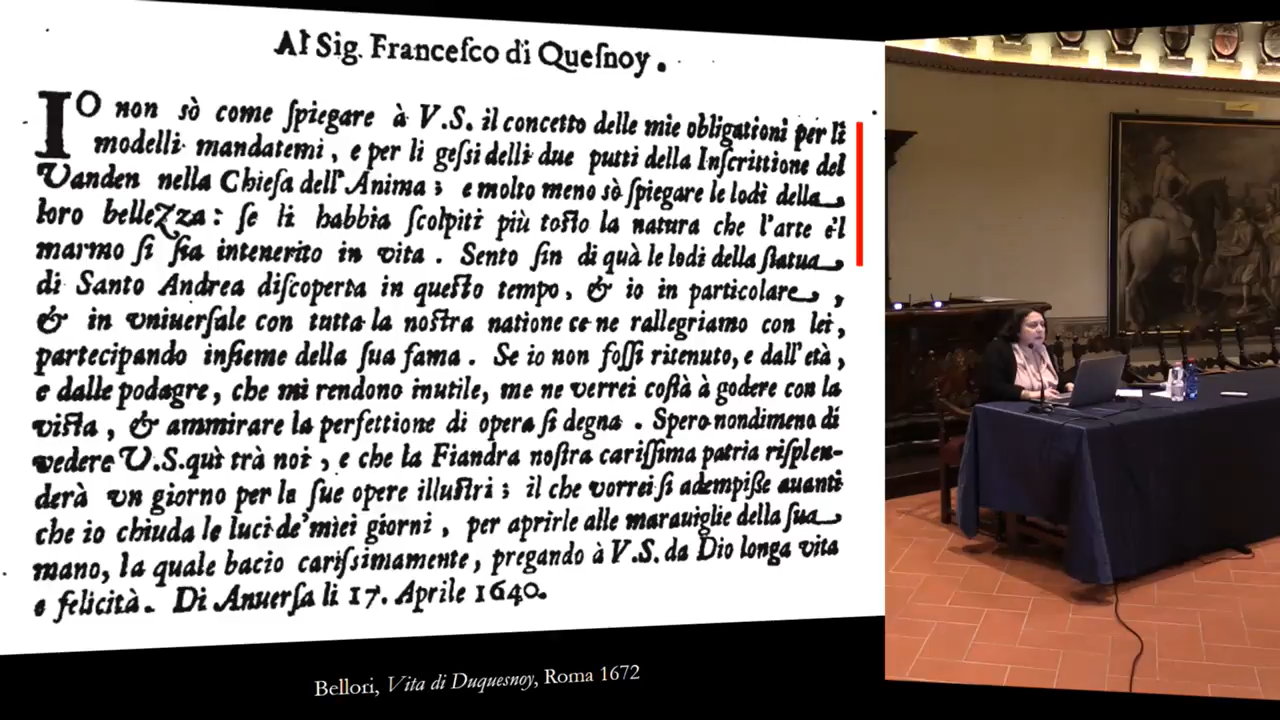 Al Sig. Franceſco di Queſnoy.
IO non sò come ſpiegare à V.S. il concetto delle mie obligationi per li
modelli mandatemi, e per li geſsi delli due putti della Inſcrittione del
Vanden nella Chieſa dell'Anima; e molto meno sò ſpiegare le lodi della
loro bellezza: ſe li habbia ſcolpiti più toſto la natura che l'arte e'l
marmo ſi ſia intenerito in vita. Sento ſin di quà le lodi della ſtatua
di Santo Andrea diſcoperta in queſto tempo, & io in particolare,
& in vniuerſale con tutta la noſtra natione ce ne rallegriamo con lei,
partecipando inſieme della ſua fama. Se io non foſſi ritenuto, e dall'età,
e dalle podagre, che mi rendono inutile, me ne verrei coſtà à godere con la
viſta, & ammirare la perfettione di opera ſi degna. Spero nondimeno di
vedere V.S. quì trà noi, e che la Fiandra noſtra cariſſima patria riſplen-
derà vn giorno per le ſue opere illuſtri; il che vorrei ſi adempiſſe auanti
che io chiuda le luci de' miei giorni, per aprirle alle marauiglie della ſua
mano, la quale bacio cariſsimamente, pregando à V.S. da Dio longa vita
e felicità. Di Anuerſa li 17. Aprile 1640.
Bellori, Vita di Duquesnoy, Roma 1672